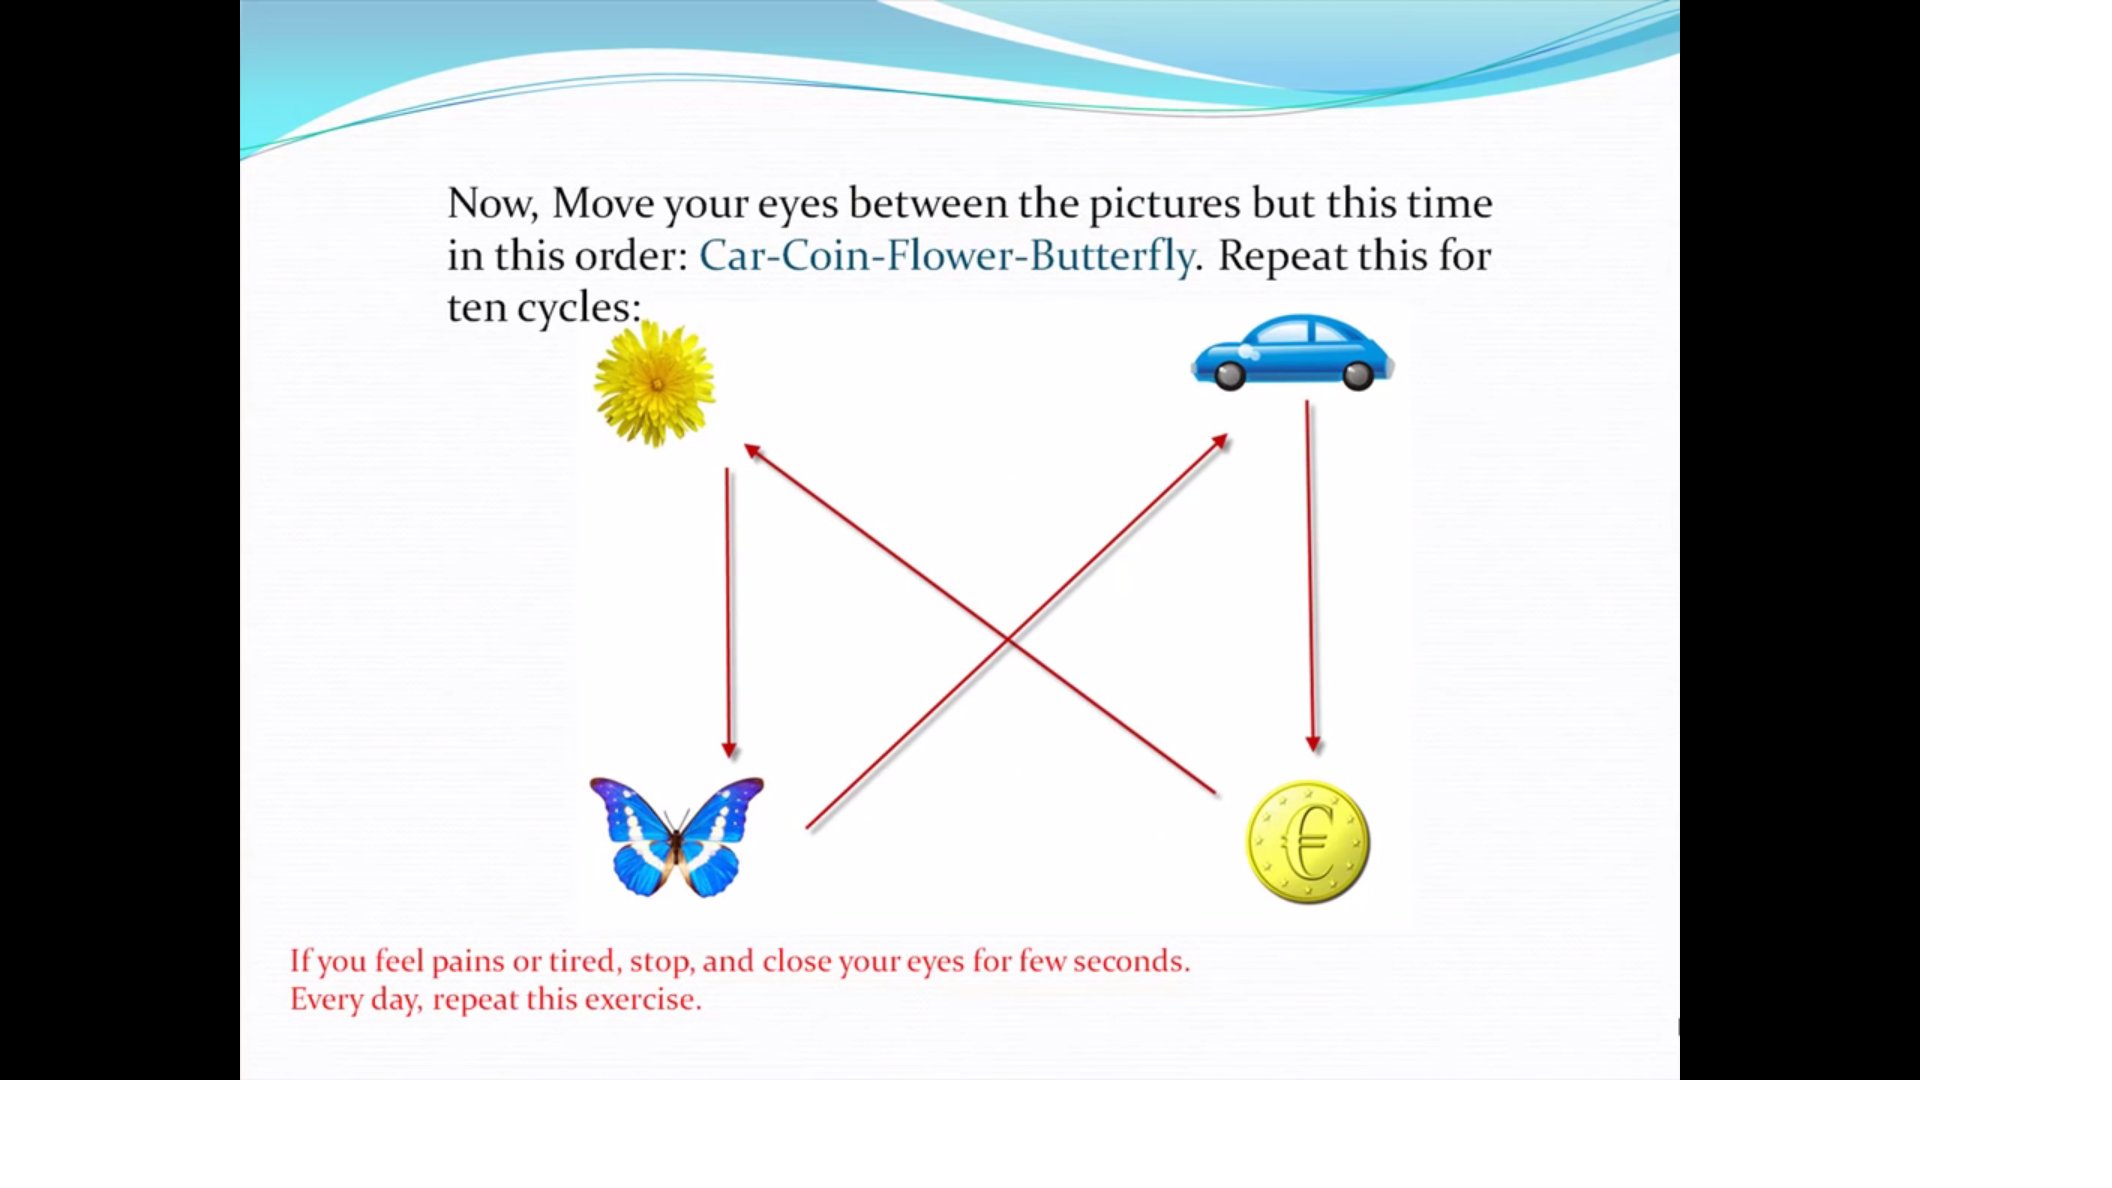 Now, Move your eyes between the pictures but this time
in this order: Car-Coin-Flower-Butterfly. Repeat this for
ten cycles:
€
If you feel pains or tired, stop, and close your eyes for few seconds.
Every day, repeat this exercise.